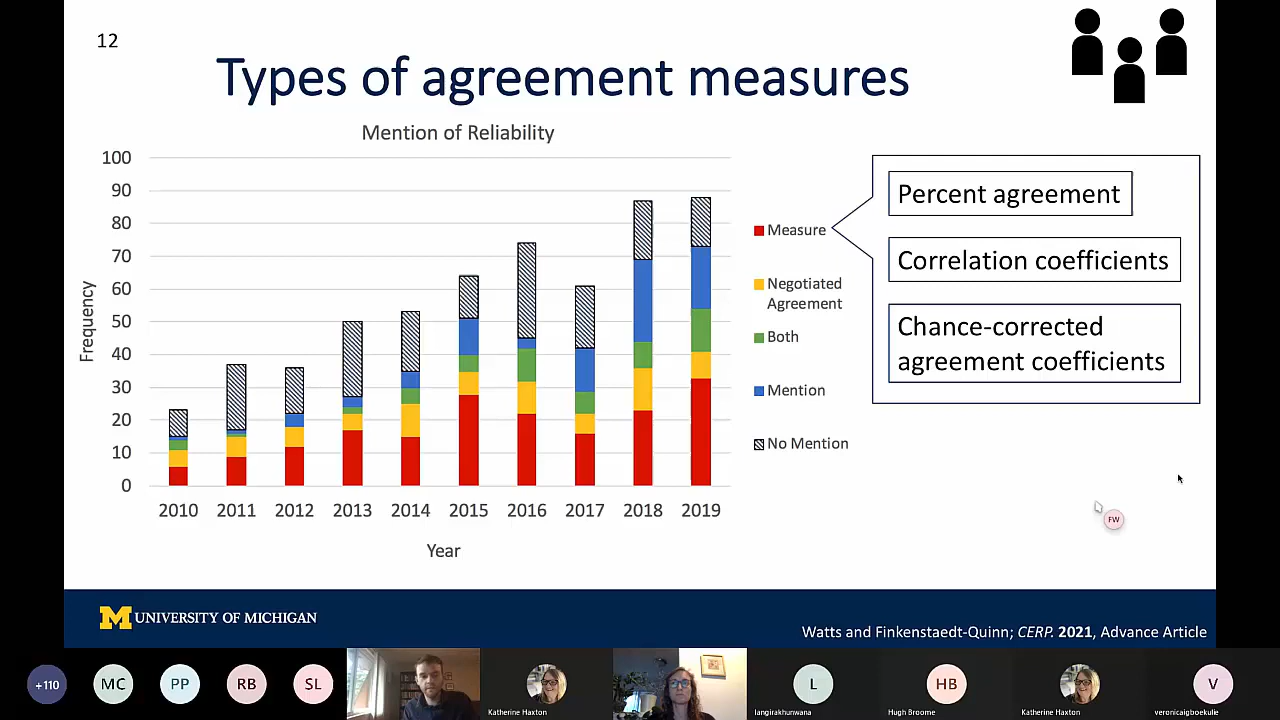 12
Types of agreement measures
Mention of Reliability
100
90
80
70
60
50
40
30
20
10
0
Frequency
2010 2011 2012 2013 2014 2015 2016 2017 2018 2019
Year
Measure
Negotiated
Agreement
Both
Mention
No Mention
Percent agreement
Correlation coefficients
Chance-corrected
agreement coefficients
FW
M UNIVERSITY OF MICHIGAN
Watts and Finkenstaedt-Quinn; CERP. 2021, Advance Article
+110 MC PP RB SL L HB V
Katherine Haxton langirakhunwana Hugh Broome Katherine Haxton veronicaigboekulie